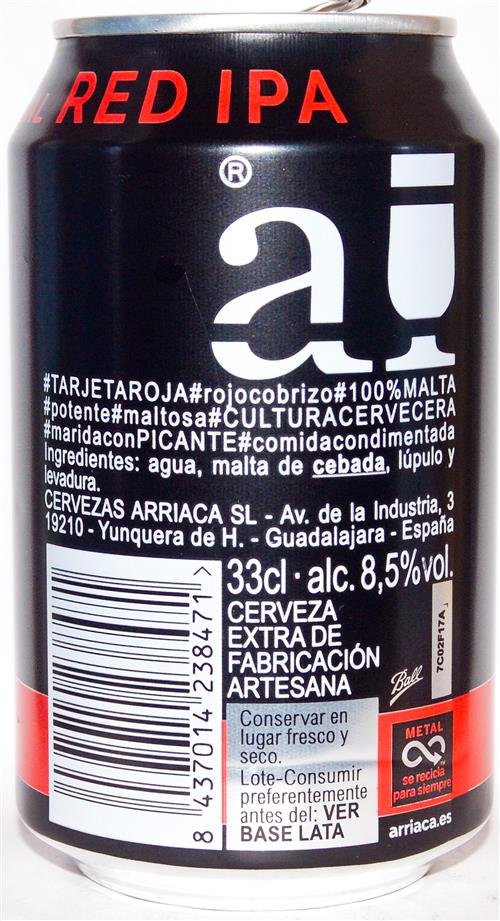 L RED IPA
®
ai
#TARJETAROJA#rojocobrizo#100%MALTA
#potente#maltosa#CULTURACERVECERA
#maridaconPICANTE#comidacondimentada
Ingredientes: agua, malta de cebada, lúpulo y
levadura.
CERVEZAS ARRIACA SL - Av. de la Industria, 3
19210 - Yunquera de H. - Guadalajara - España
33cl · alc. 8,5%vol.
CERVEZA
EXTRA DE
FABRICACIÓN
ARTESANA
Ball
7C02F17A
8 437014 238471 >
Conservar en
lugar fresco y
seco.
Lote-Consumir
preferentemente
antes del: VER
BASE LATA
METAL
se recicla
para siempre
arriaca.es